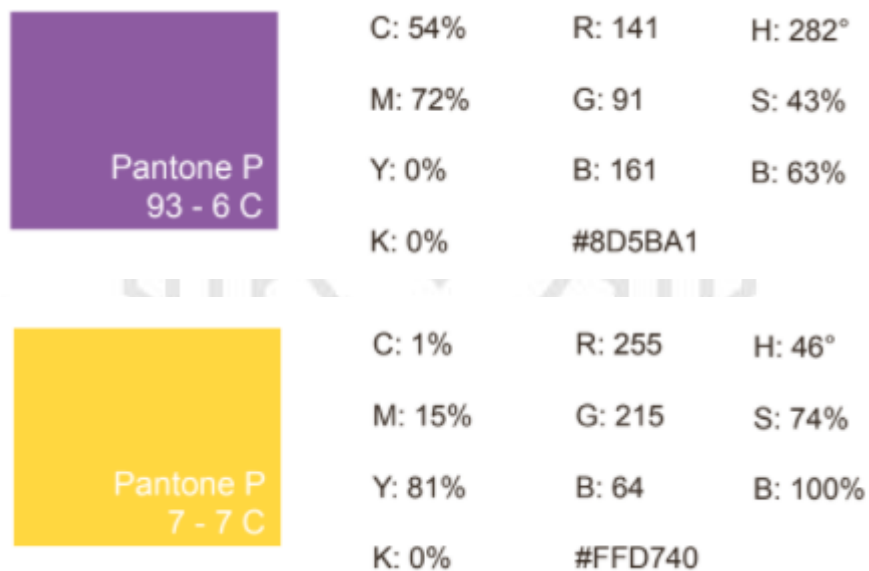 C: 54% R: 141 H: 282°
M: 72% G: 91 S: 43%
Pantone P
Y: 0% B: 161 B: 63%
93 - 6 C
K: 0% #8D5BA1
C: 1% R: 255 H: 46°
M: 15% G: 215 S: 74%
Pantone P
Y: 81% B: 64 B: 100%
7 - 7 C
K: 0% #FFD740